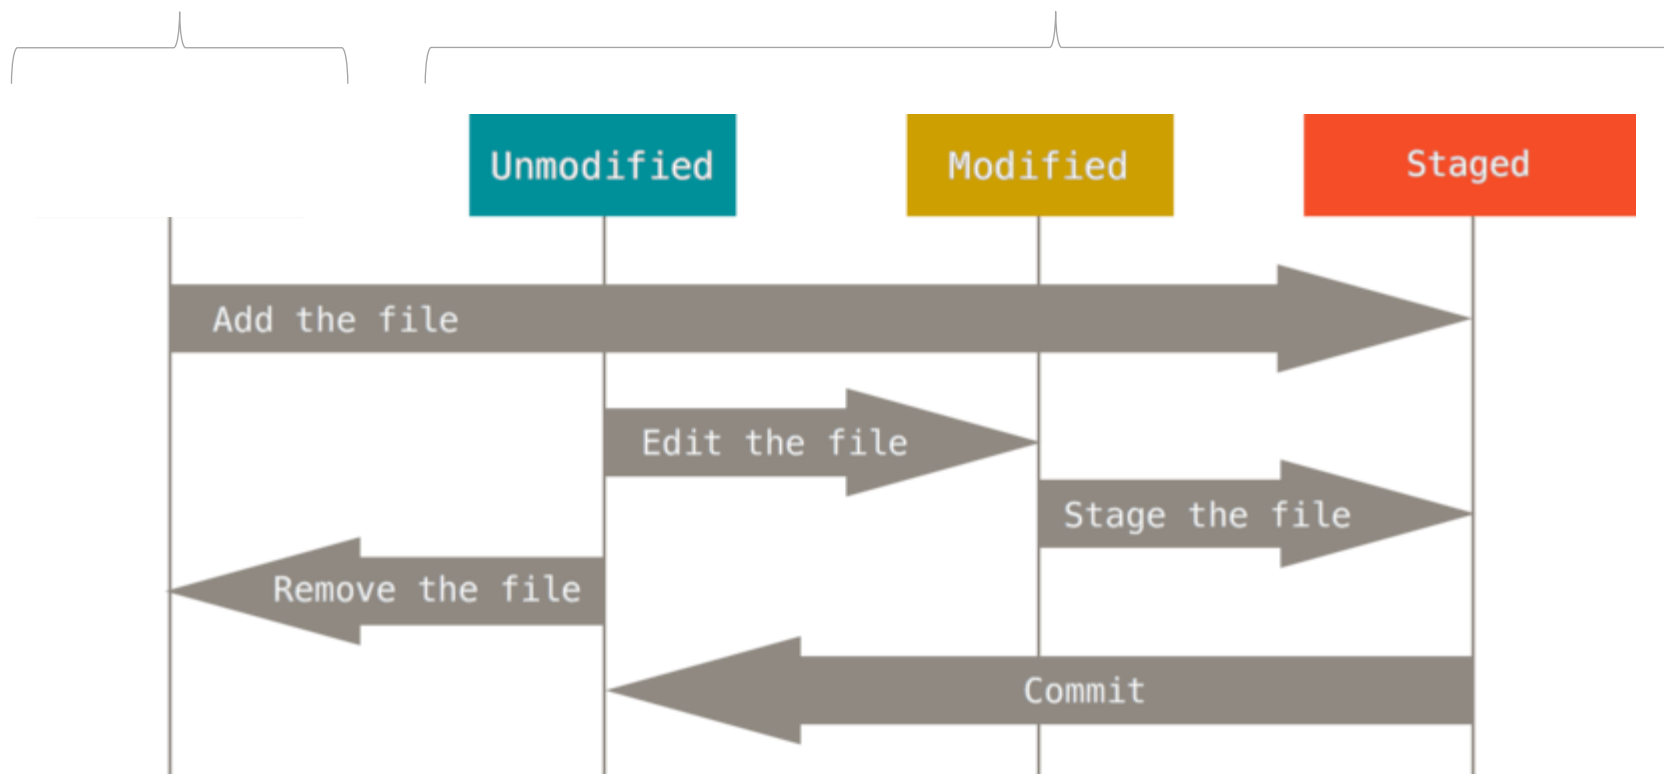 Unmodified
Modified
Staged
Add the file
Edit the file
Stage the file
Remove the file
Commit